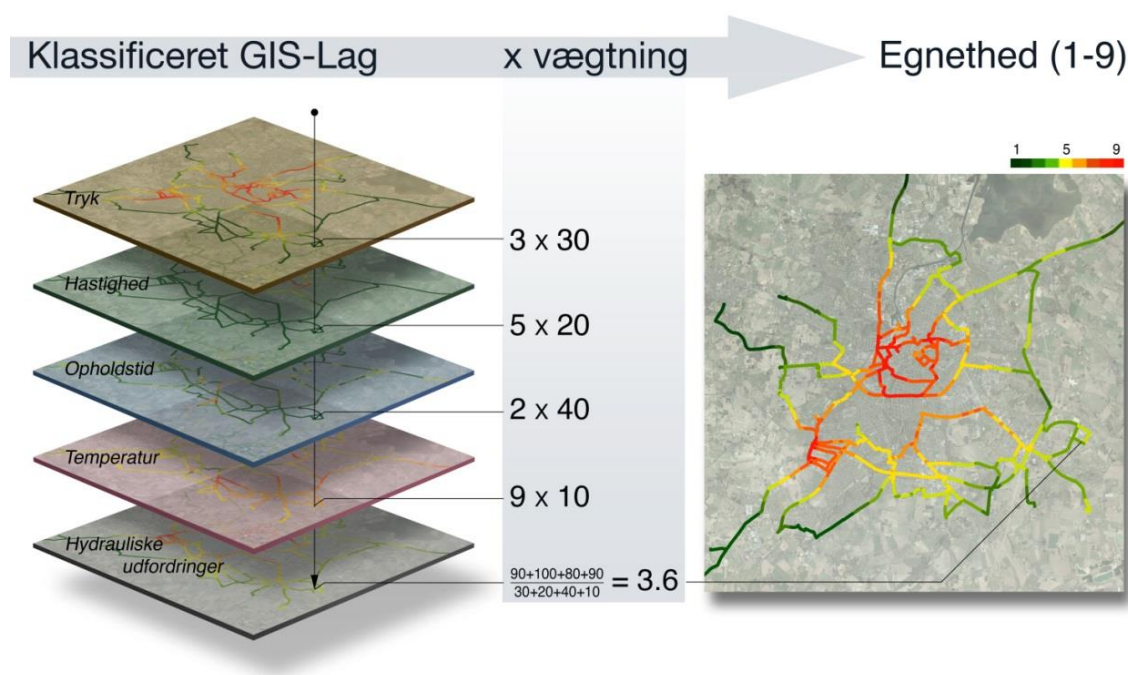 Klassificeret GIS-Lag x vægtning Egnethed (1-9)
1 5 9
Tryk
3 x 30
Hastighed
5 x 20
Opholdstid
2 x 40
Temperatur
9 x 10
Hydrauliske
udfordringer
90+100+80+90
30+20+40+10
= 3.6